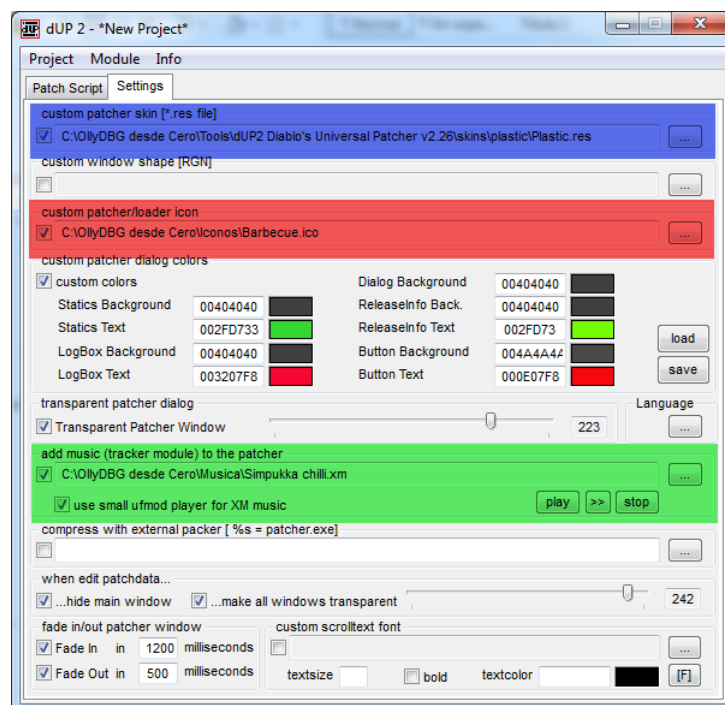 dUP 2 - *New Project*
Project Module Info
Patch Script Settings
custom patcher skin [*.res file]
C:\OllyDBG desde Cero\Tools\dUP2 Diablo's Universal Patcher v2.26\skins\plastic\Plastic.res ...
custom window shape [RGN]
...
custom patcher/loader icon
C:\OllyDBG desde Cero\Iconos\Barbecue.ico ...
custom patcher dialog colors
custom colors Dialog Background 00404040
Statics Background 00404040 ReleaseInfo Back. 00404040
Statics Text 002FD733 ReleaseInfo Text 002FD73
LogBox Background 00404040 Button Background 004A4A4A
LogBox Text 003207F8 Button Text 000E07F8
load
save
transparent patcher dialog Language
Transparent Patcher Window 223 ...
add music (tracker module) to the patcher
C:\OllyDBG desde Cero\Musica\Simpukka chilli.xm ...
use small ufmod player for XM music play >> stop
compress with external packer [ %s = patcher.exe]
...
when edit patchdata...
...hide main window ...make all windows transparent 242
fade in/out patcher window custom scrolltext font
Fade In in 1200 milliseconds ...
Fade Out in 500 milliseconds textsize bold textcolor [F]